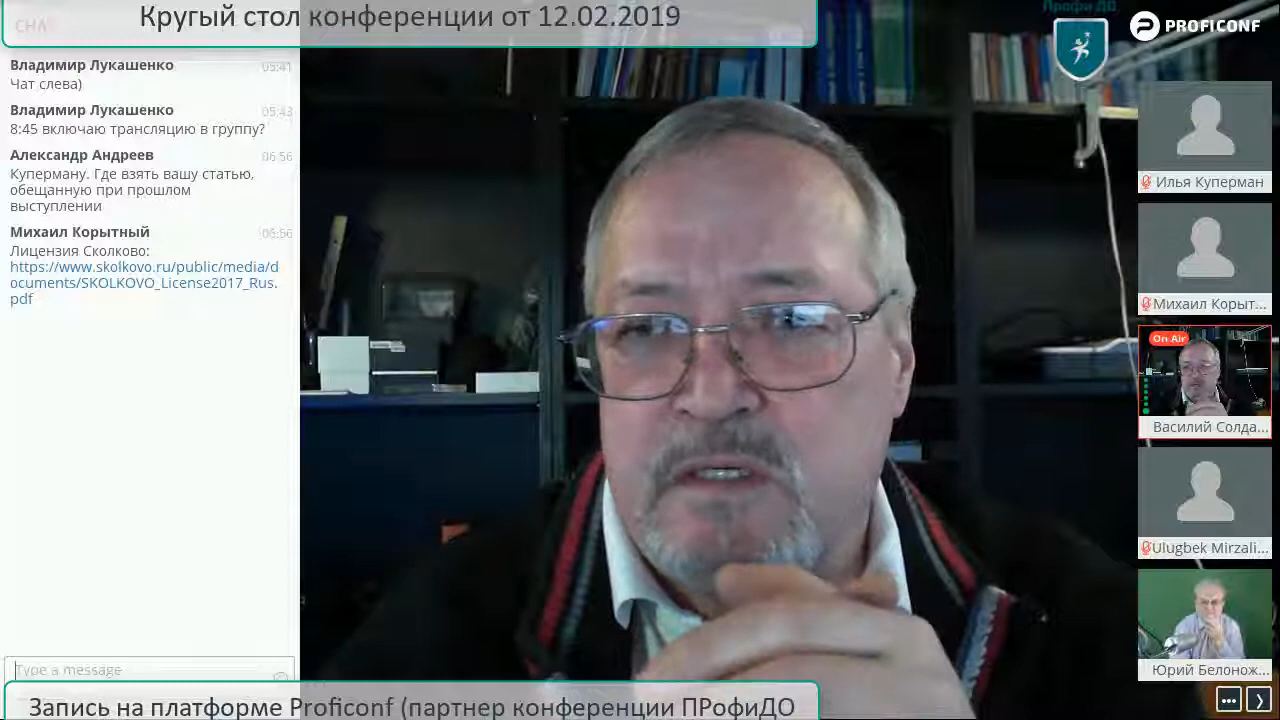 CHA
Кругый стол конференции от 12.02.2019
Владимир Лукашенко 05:41
Чат слева)
Владимир Лукашенко 05:43
8:45 включаю трансляцию в группу?
Александр Андреев 06:56
Куперману. Где взять вашу статью,
обещанную при прошлом
выступлении
Михаил Корытный 06:56
Лицензия Сколково:
https://www.skolkovo.ru/public/media/d
ocuments/SKOLKOVO_License2017_Rus.
pdf
Type a message
Запись на платформе Proficonf (партнер конференции ПРофиДО
Профи ДО
PROFICONF
Илья Куперман
Михаил Корыт...
On Air
Василий Солда...
Ulugbek Mirzali...
Юрий Белонож...